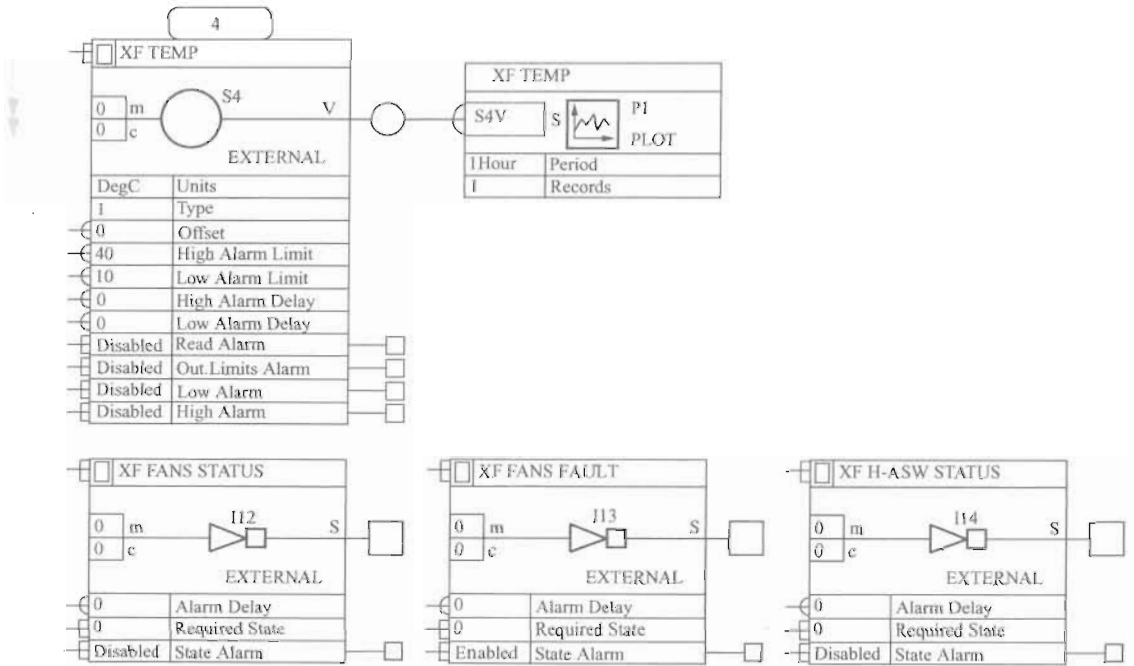 4
XF TEMP
0 m
0 c
S4
V
EXTERNAL
DegC Units
1 Type
0 Offset
40 High Alarm Limit
10 Low Alarm Limit
0 High Alarm Delay
0 Low Alarm Delay
Disabled Read Alarm
Disabled Out.Limits Alarm
Disabled Low Alarm
Disabled High Alarm
XF TEMP
S4V S P1
PLOT
1Hour Period
1 Records
XF FANS STATUS
I12
0 m S
0 c
EXTERNAL
0 Alarm Delay
0 Required State
Disabled State Alarm
XF FANS FAULT
I13
0 m S
0 c
EXTERNAL
0 Alarm Delay
0 Required State
Enabled State Alarm
XF H-ASW STATUS
I14
0 m S
0 c
EXTERNAL
0 Alarm Delay
0 Required State
Disabled State Alarm